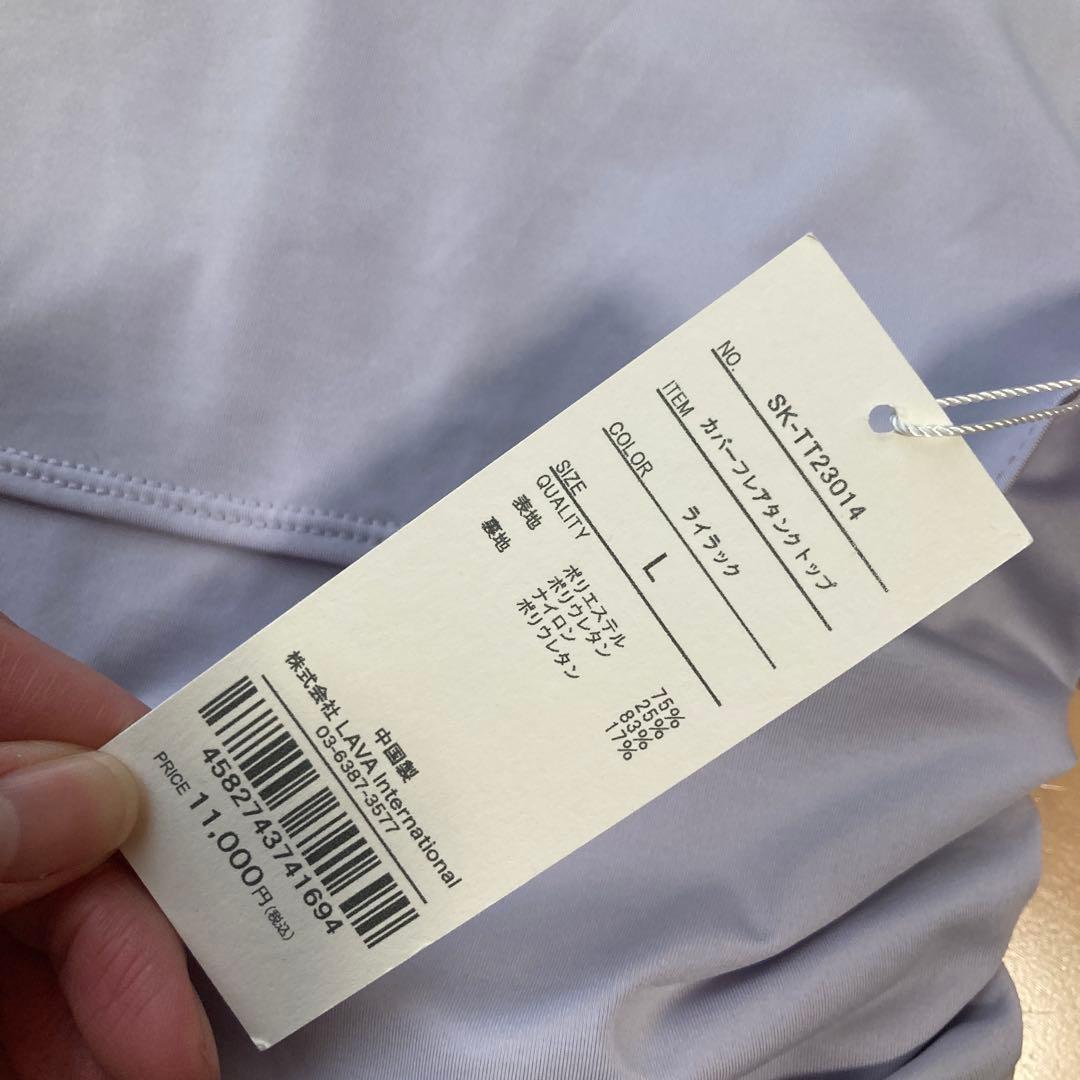 NO. SK-TT23014
ITEM カバーフレアタンクトップ
COLOR ライラック
SIZE L
QUALITY
表地 ポリエステル 75%
ポリウレタン 25%
裏地 ナイロン 83%
ポリウレタン 17%
中国製
株式会社 LAVA International
03-6387-3577
4582743741694
PRICE 11,000円(税込)